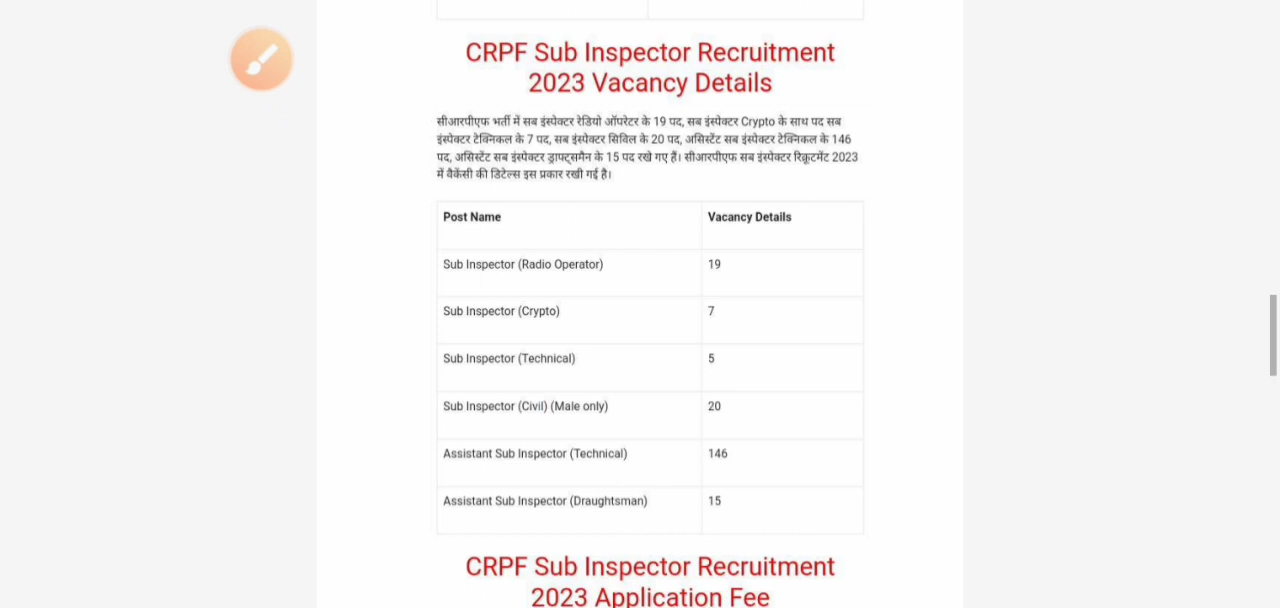 CRPF Sub Inspector Recruitment
2023 Vacancy Details
सीआरपीएफ भर्ती में सब इंस्पेक्टर रेडियो ऑपरेटर के 19 पद, सब इंस्पेक्टर Crypto के साथ पद सब
इंस्पेक्टर टेक्निकल के 7 पद, सब इंस्पेक्टर सिविल के 20 पद, असिस्टेंट सब इंस्पेक्टर टेक्निकल के 146
पद, असिस्टेंट सब इंस्पेक्टर ड्राफ्ट्समैन के 15 पद रखे गए हैं। सीआरपीएफ सब इंस्पेक्टर रिक्रूटमेंट 2023
में वैकेंसी की डिटेल्स इस प्रकार रखी गई है।
Post Name Vacancy Details
Sub Inspector (Radio Operator) 19
Sub Inspector (Crypto) 7
Sub Inspector (Technical) 5
Sub Inspector (Civil) (Male only) 20
Assistant Sub Inspector (Technical) 146
Assistant Sub Inspector (Draughtsman) 15
CRPF Sub Inspector Recruitment
2023 Application Fee